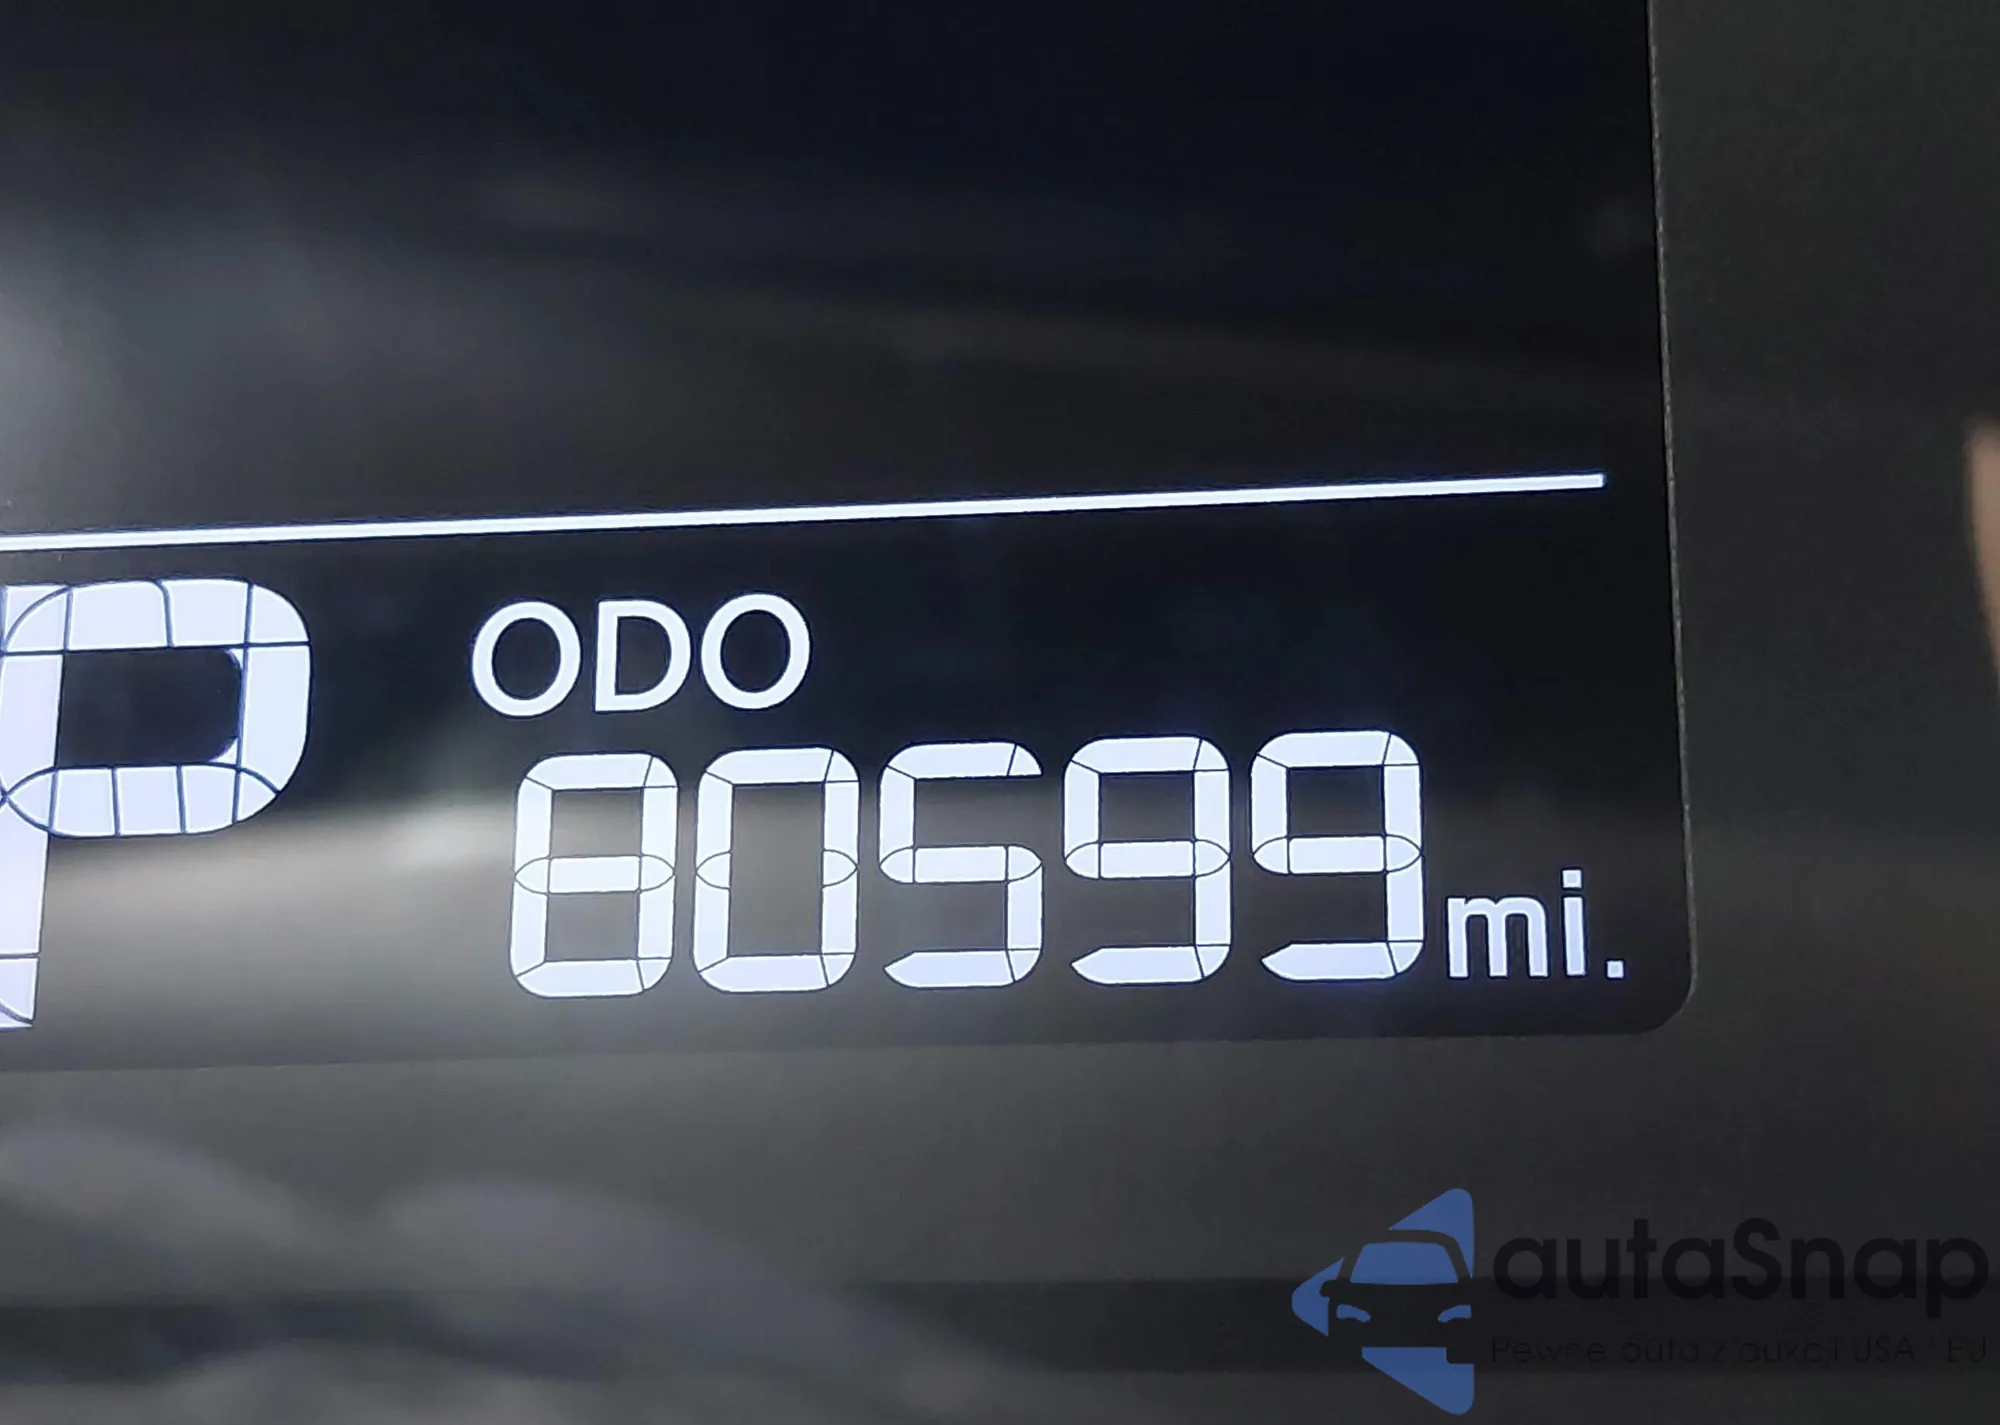 ODO
P 80599 mi.
autaSnap
Pewne auta z aukcji USA i EU